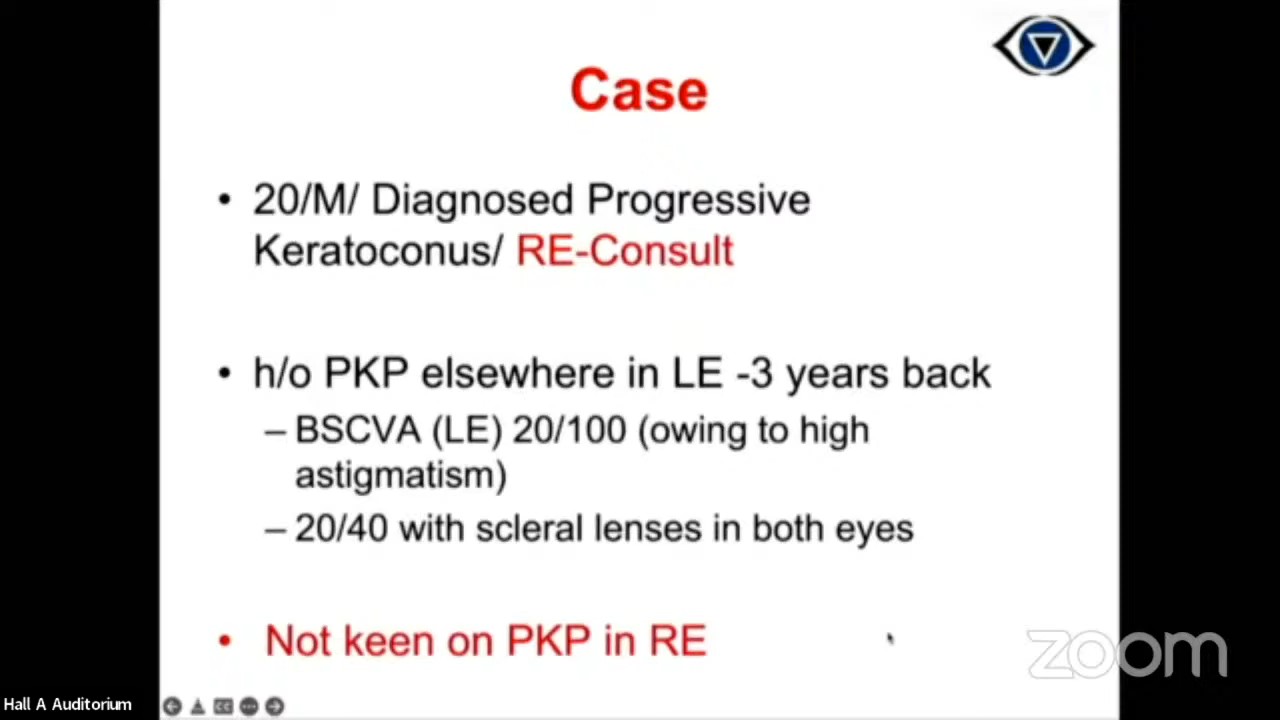 Case
• 20/M/ Diagnosed Progressive
Keratoconus/ RE-Consult
• h/o PKP elsewhere in LE -3 years back
– BSCVA (LE) 20/100 (owing to high
astigmatism)
– 20/40 with scleral lenses in both eyes
• Not keen on PKP in RE
zoom
Hall A Auditorium